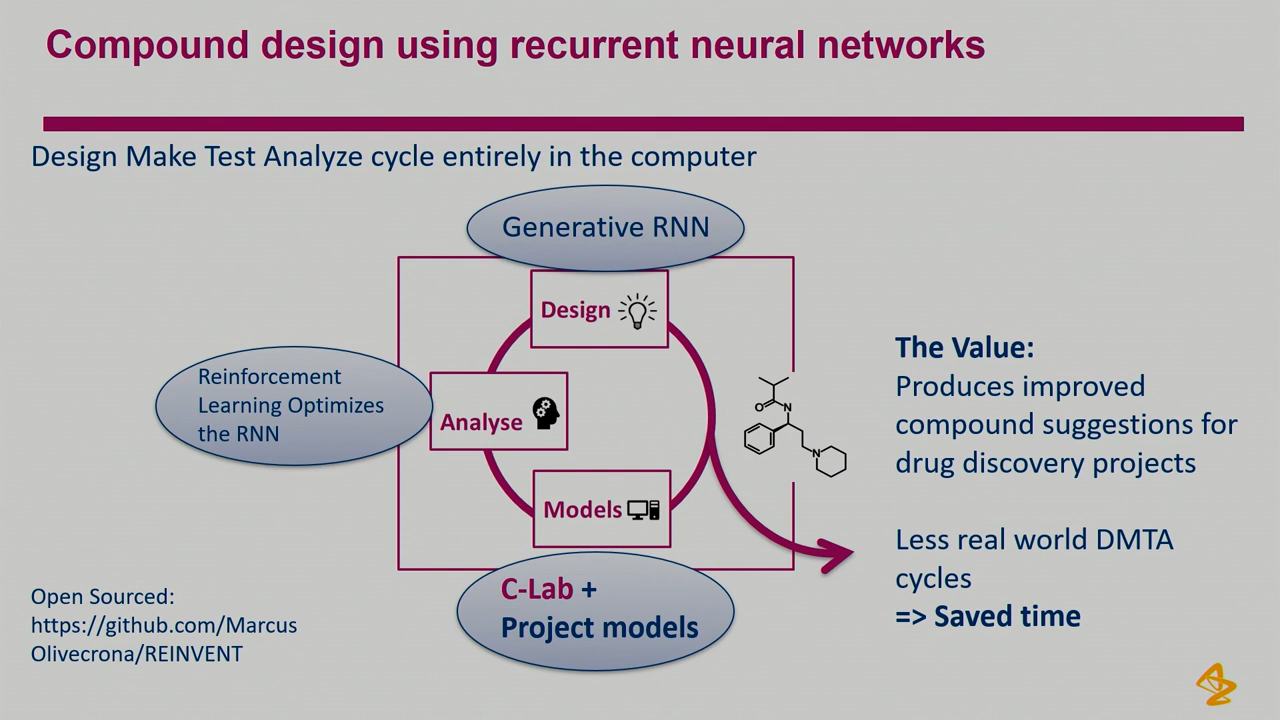 Compound design using recurrent neural networks
Design Make Test Analyze cycle entirely in the computer
Generative RNN
Design
Reinforcement
Learning Optimizes
the RNN
Analyse
Models
C-Lab +
Project models
O
N
N
The Value:
Produces improved
compound suggestions for
drug discovery projects
Less real world DMTA
cycles
=> Saved time
Open Sourced:
https://github.com/Marcus
Olivecrona/REINVENT